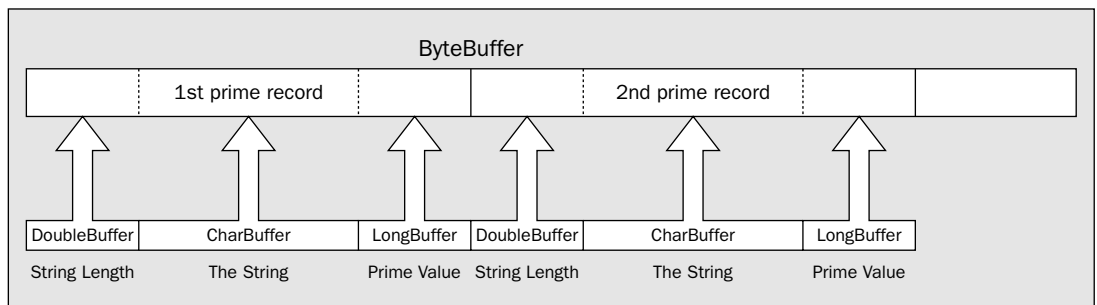 ByteBuffer
1st prime record 2nd prime record
DoubleBuffer CharBuffer LongBuffer DoubleBuffer CharBuffer LongBuffer
String Length The String Prime Value String Length The String Prime Value